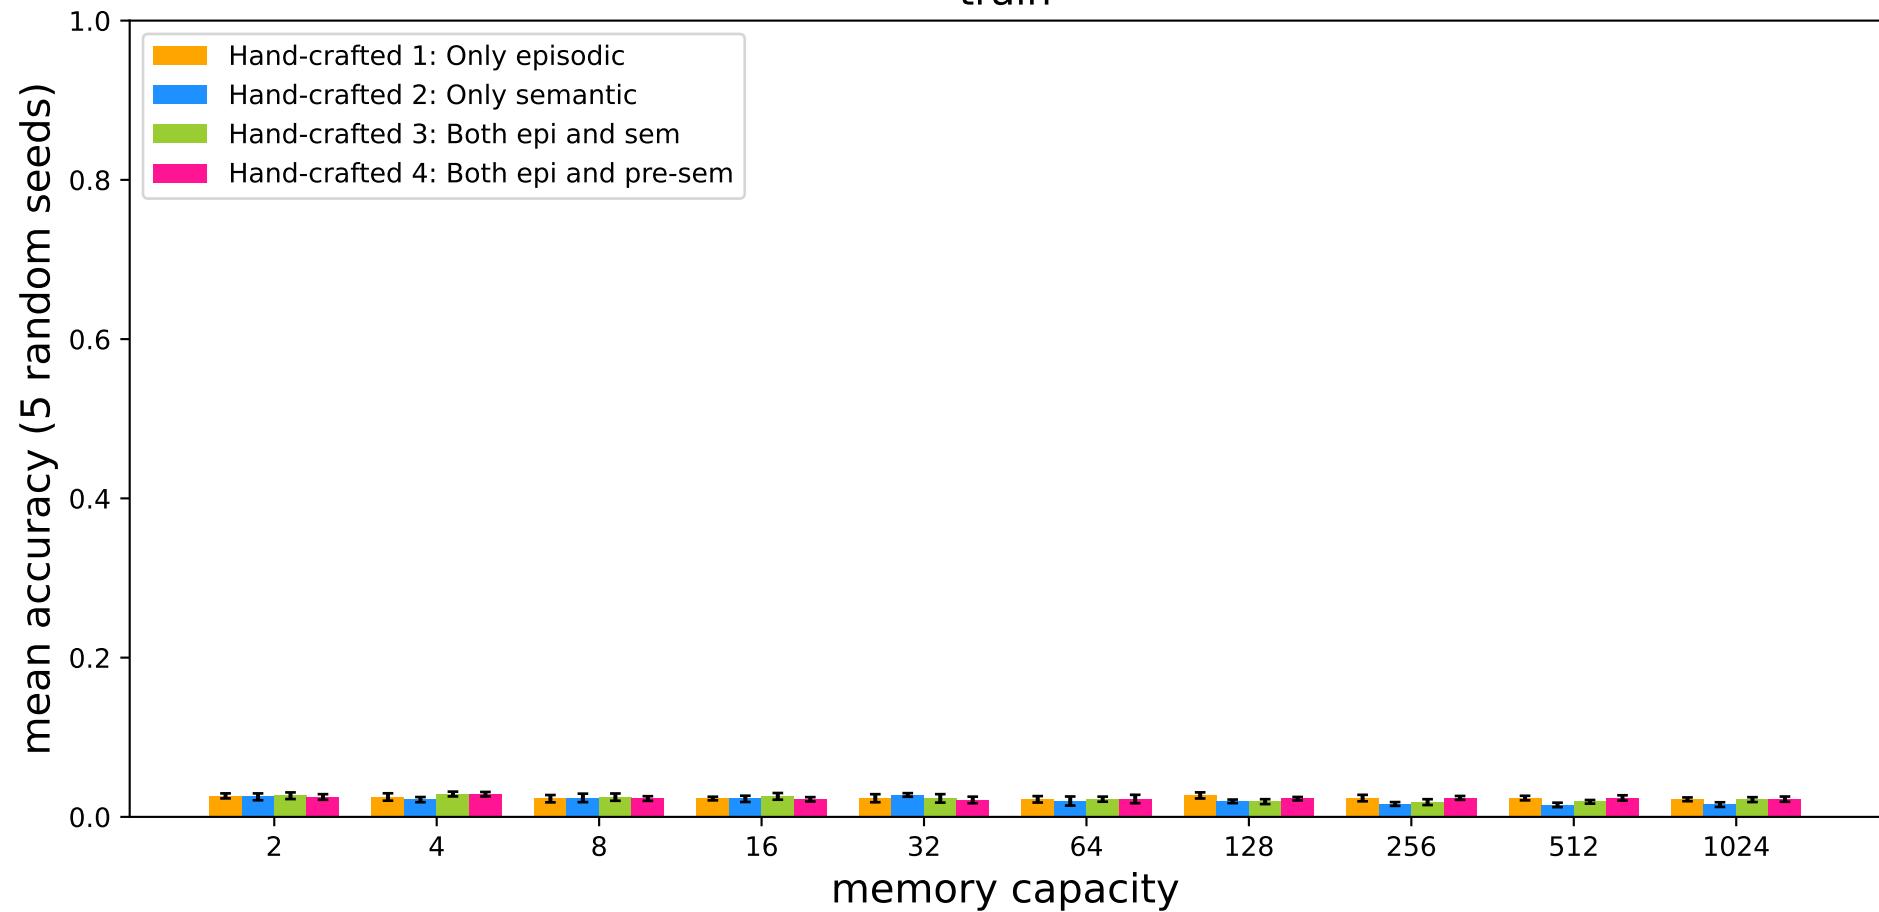 train
1.0
Hand-crafted 1: Only episodic
Hand-crafted 2: Only semantic
Hand-crafted 3: Both epi and sem
Hand-crafted 4: Both epi and pre-sem
0.8
0.6
0.4
0.2
0.0
mean accuracy (5 random seeds)
2 4 8 16 32 64 128 256 512 1024
memory capacity